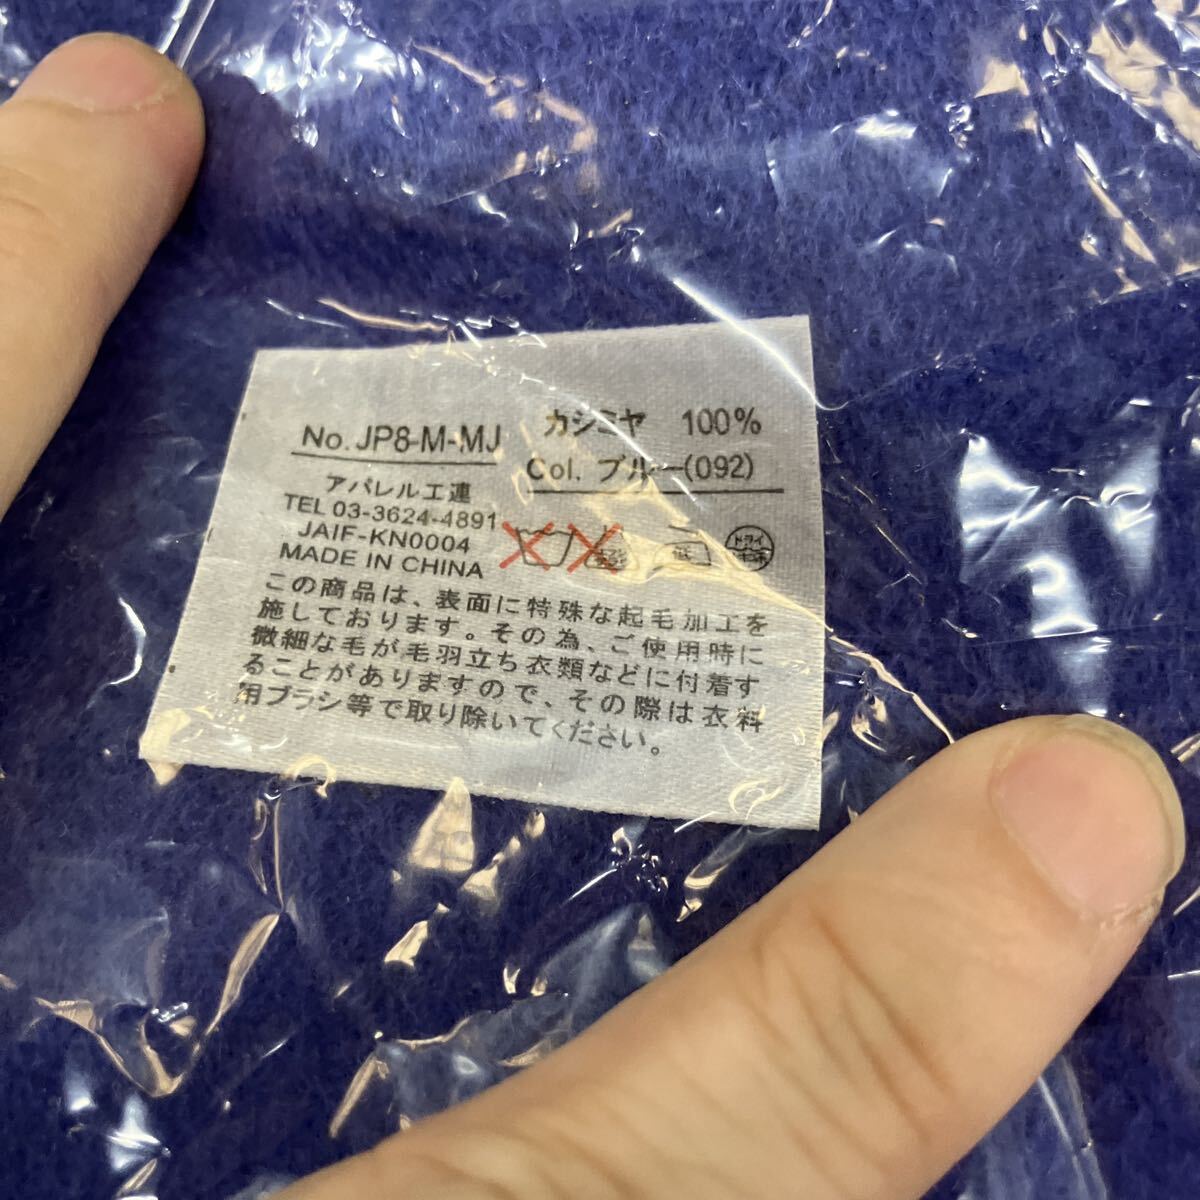 No. JP8-M-MJ
カシミヤ 100%
Col. ブルー(092)
アパレル工連
TEL 03-3624-4891
JAIF-KN0004
MADE IN CHINA
低
ドライ
この商品は、表面に特殊な起毛加工を
施しております。その為、ご使用時に
微細な毛が毛羽立ち衣類などに付着す
ることがありますので、その際は衣料
用ブラシ等で取り除いてください。